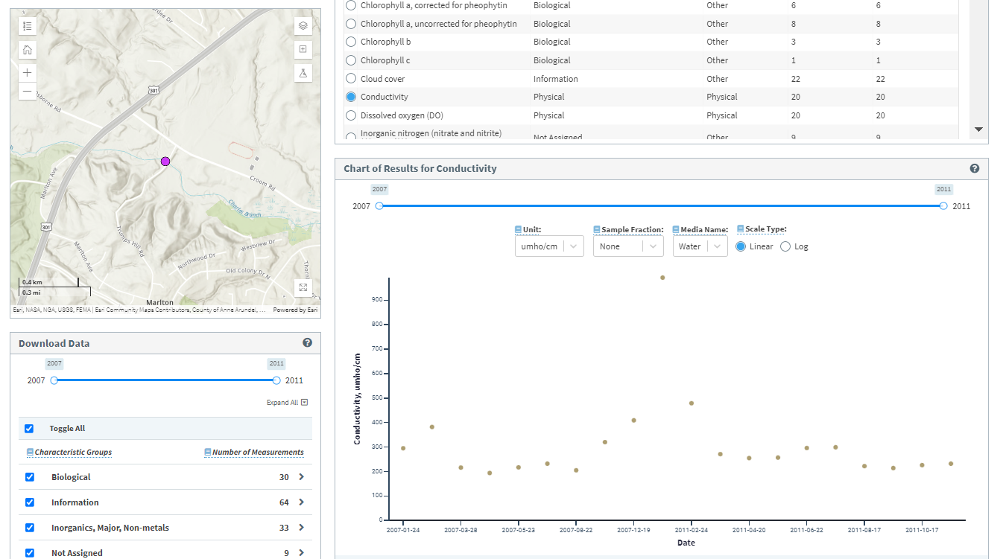 rdee Dr
301
Osborne Rd
Marlton Ave
Croom Rd
Charles Branch
301
Trumps Hill Rd
Marlton Ave
Westview Dr
Northwood Dr
Old Colony Dr N
Thorn
Dr
0.4 km
0.3 mi
Marlton
Esri, NASA, NGA, USGS, FEMA | Esri Community Maps Contributors, County of Anne Arundel, ... Powered by Esri
Download Data
2007 2011
2007 2011
Expand All
Toggle All
Characteristic Groups Number of Measurements
Biological 30
Information 64
Inorganics, Major, Non-metals 33
Not Assigned 9
Chlorophyll a, corrected for pheophytin Biological Other 6 6
Chlorophyll a, uncorrected for pheophytin Biological Other 8 8
Chlorophyll b Biological Other 3 3
Chlorophyll c Biological Other 1 1
Cloud cover Information Other 22 22
Conductivity Physical Physical 20 20
Dissolved oxygen (DO) Physical Physical 20 20
Inorganic nitrogen (nitrate and nitrite) Not Assigned Other 9 9
Chart of Results for Conductivity
2007 2011
2007 2011
Unit: Sample Fraction: Media Name: Scale Type:
umho/cm None Water Linear Log
Conductivity, umho/cm
900
800
700
600
500
400
300
200
100
0
2007-01-24 2007-03-28 2007-05-23 2007-08-22 2007-12-19 2011-02-24 2011-04-20 2011-06-22 2011-08-17 2011-10-17
Date